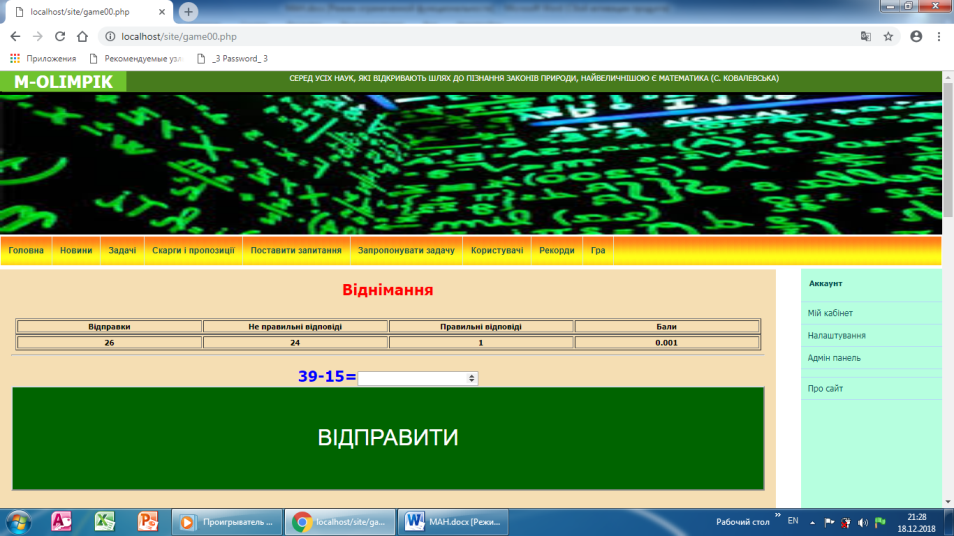 localhost/site/game00.php
localhost/site/game00.php
Приложения
Рекомендуемые узл
_3 Password_ 3
M-OLIMPIK
СЕРЕД УСІХ НАУК, ЯКІ ВІДКРИВАЮТЬ ШЛЯХ ДО ПІЗНАННЯ ЗАКОНІВ ПРИРОДИ, НАЙВЕЛИЧНІШОЮ Є МАТЕМАТИКА (С. КОВАЛЕВСЬКА)
Головна Новини Задачі Скарги і пропозиції Поставити запитання Запропонувати задачу Користувачі Рекорди Гра
Віднімання
Відправки Не правильні відповіді Правильні відповіді Бали
26 24 1 0.001
39-15=
ВІДПРАВИТИ
Аккаунт
Мій кабінет
Налаштування
Адмін панель
Про сайт
Проигрыватель ...
localhost/site/ga...
МАН.docx [Режи...
Рабочий стол
EN
21:28
18.12.2018